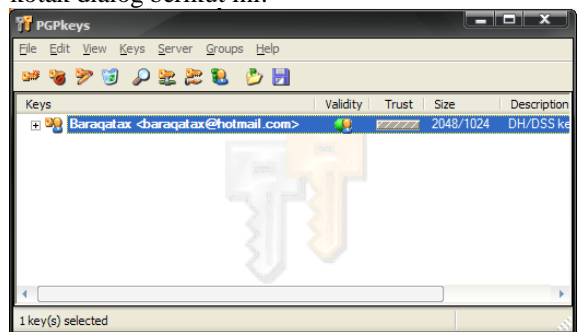 kotak dialog berikut ini:
PGPkeys
File Edit View Keys Server Groups Help
Keys Validity Trust Size Description
Baraqatax <baraqatax@hotmail.com> 2048/1024 DH/DSS ke
1 key(s) selected